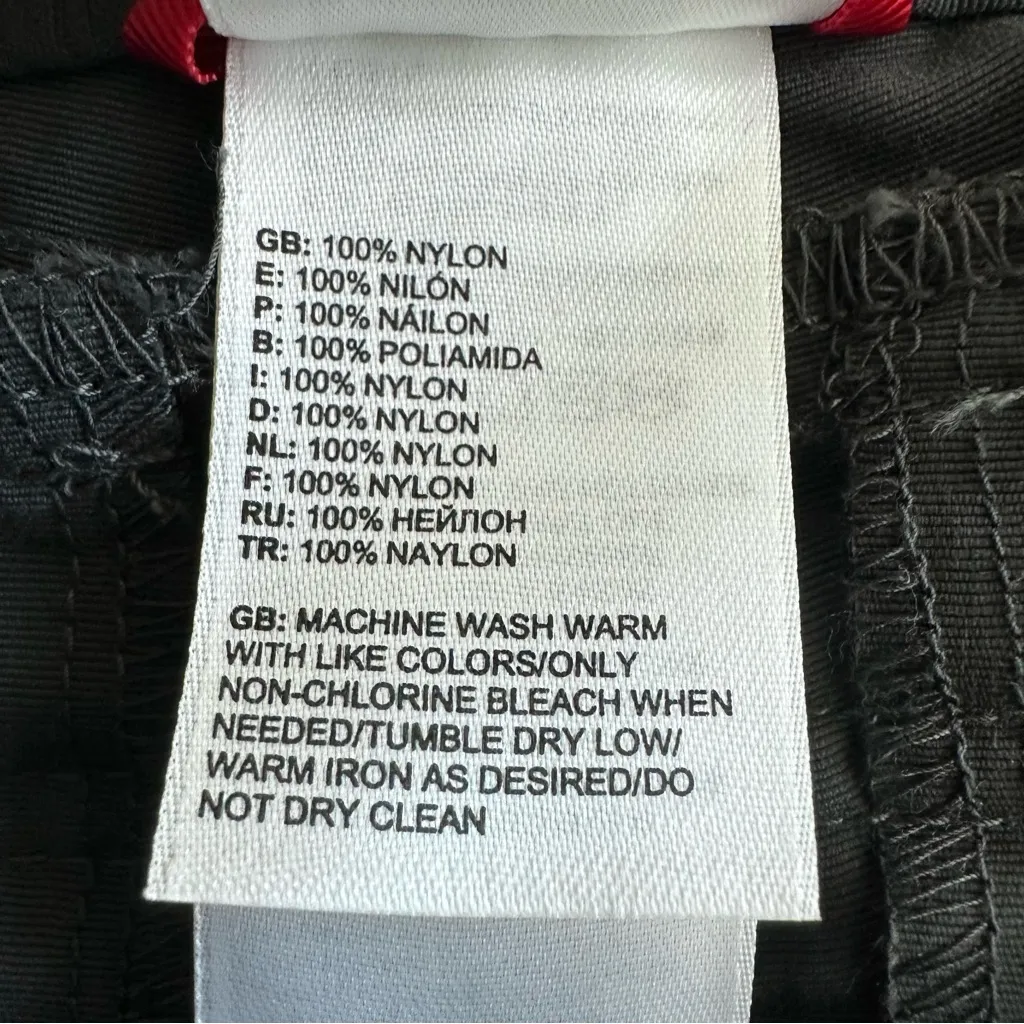 GB: 100% NYLON
E: 100% NILÓN
P: 100% NÁILON
B: 100% POLIAMIDA
I: 100% NYLON
D: 100% NYLON
NL: 100% NYLON
F: 100% NYLON
RU: 100% НЕЙЛОН
TR: 100% NAYLON
GB: MACHINE WASH WARM
WITH LIKE COLORS/ONLY
NON-CHLORINE BLEACH WHEN
NEEDED/TUMBLE DRY LOW/
WARM IRON AS DESIRED/DO
NOT DRY CLEAN